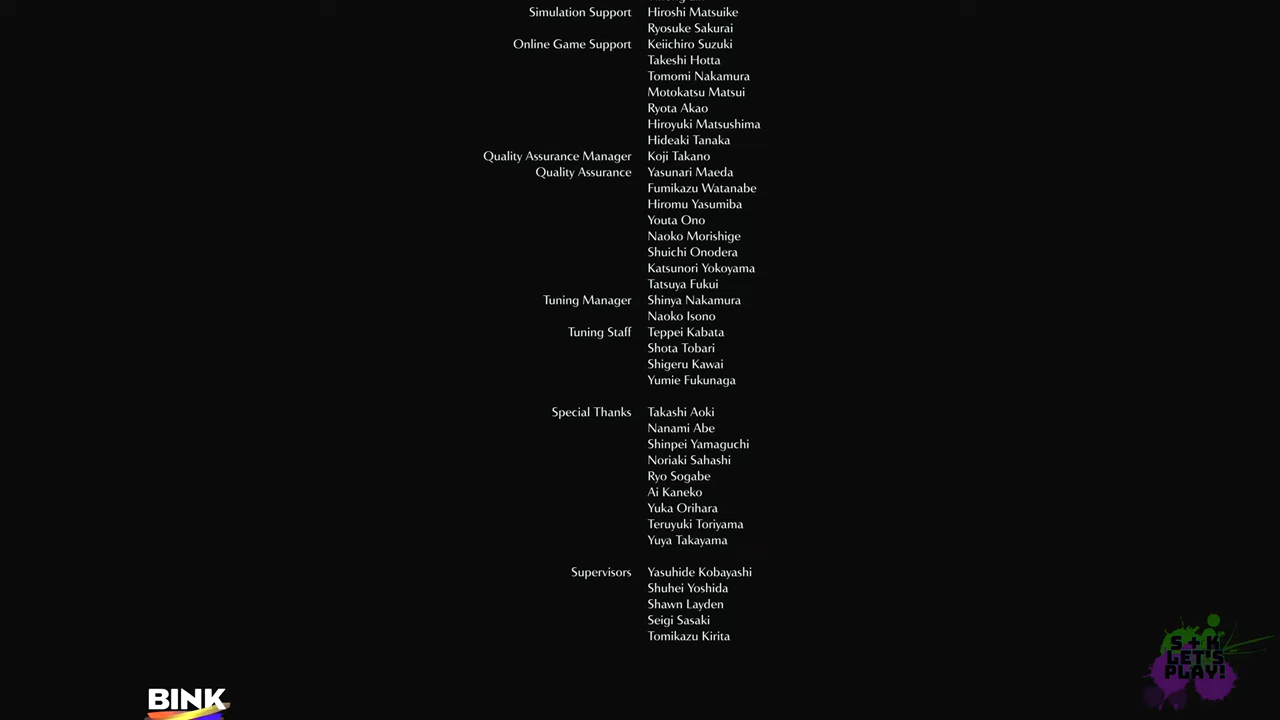 Simulation Support Hiroshi Matsuike
Ryosuke Sakurai
Online Game Support Keiichiro Suzuki
Takeshi Hotta
Tomomi Nakamura
Motokatsu Matsui
Ryota Akao
Hiroyuki Matsushima
Hideaki Tanaka
Quality Assurance Manager Koji Takano
Quality Assurance Yasunari Maeda
Fumikazu Watanabe
Hiromu Yasumiba
Youta Ono
Naoko Morishige
Shuichi Onodera
Katsunori Yokoyama
Tatsuya Fukui
Tuning Manager Shinya Nakamura
Naoko Isono
Tuning Staff Teppei Kabata
Shota Tobari
Shigeru Kawai
Yumie Fukunaga
Special Thanks Takashi Aoki
Nanami Abe
Shinpei Yamaguchi
Noriaki Sahashi
Ryo Sogabe
Ai Kaneko
Yuka Orihara
Teruyuki Toriyama
Yuya Takayama
Supervisors Yasuhide Kobayashi
Shuhei Yoshida
Shawn Layden
Seigi Sasaki
Tomikazu Kirita
BINK
S+K
LET'S
PLAY!